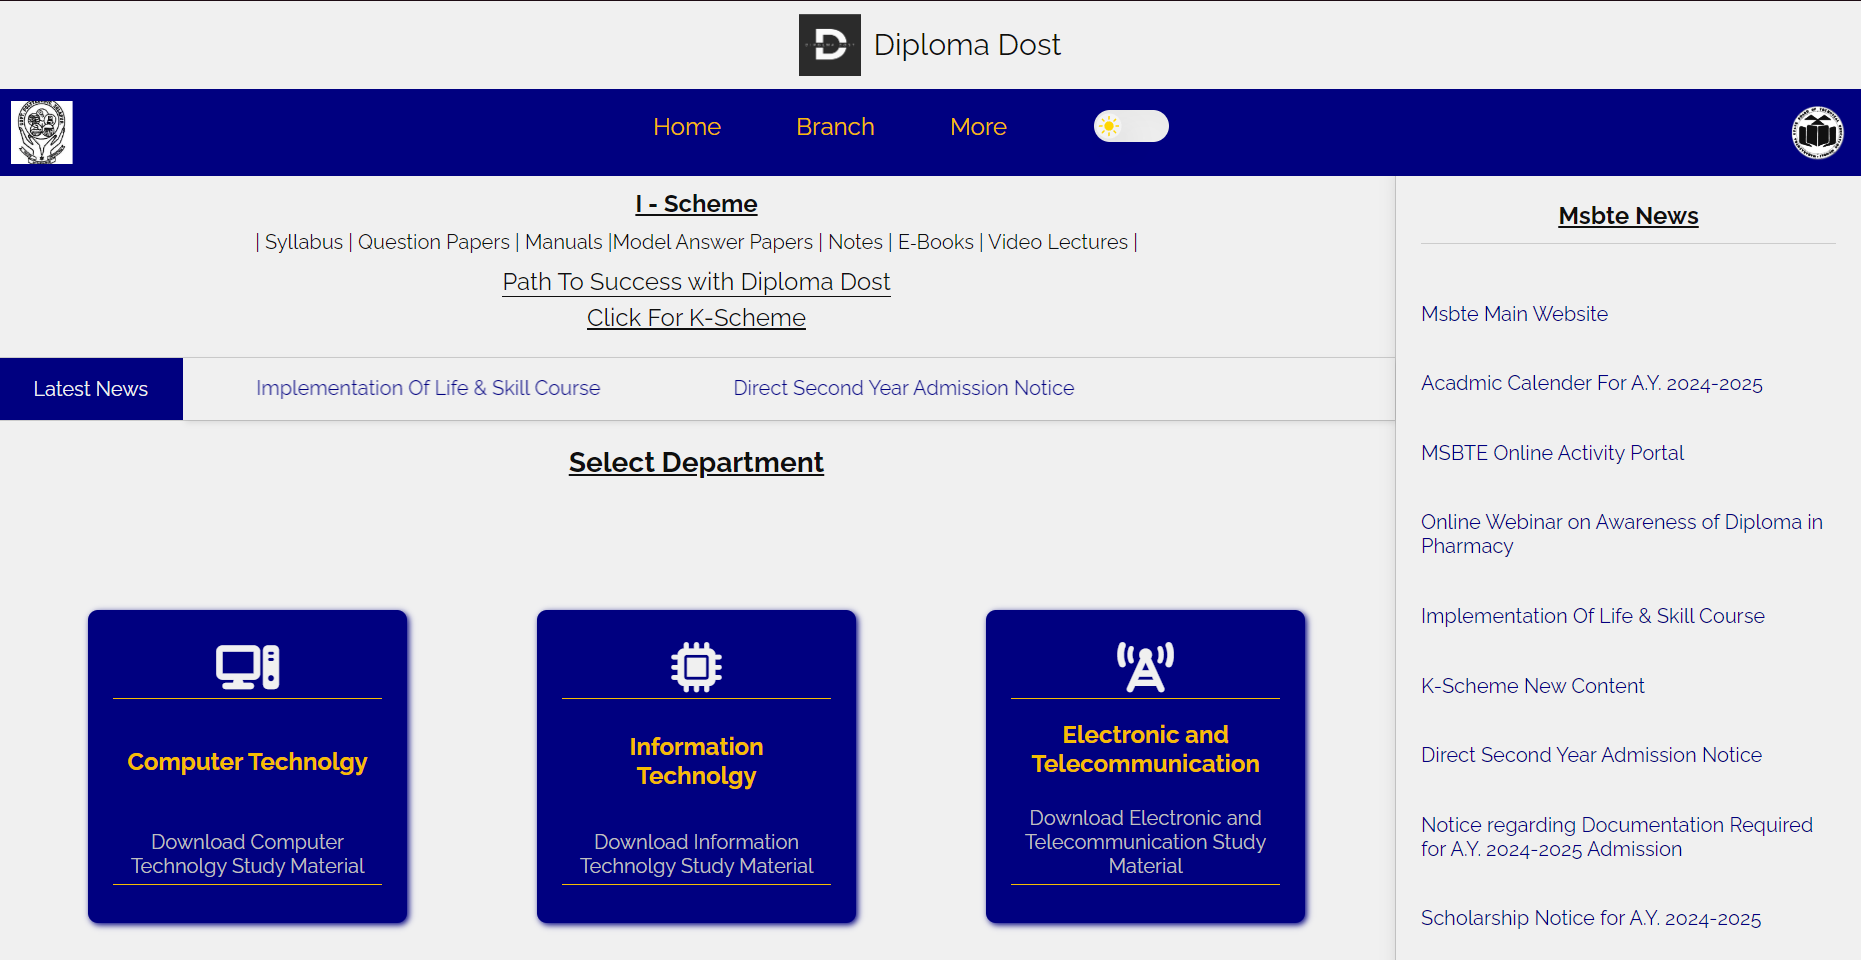 Diploma Dost
Home
Branch
More
I - Scheme
| Syllabus | Question Papers | Manuals |Model Answer Papers | Notes | E-Books | Video Lectures |
Path To Success with Diploma Dost
Click For K-Scheme
Latest News
Implementation Of Life & Skill Course
Direct Second Year Admission Notice
Select Department
Computer Technolgy
Download Computer
Technolgy Study Material
Information
Technolgy
Download Information
Technolgy Study Material
Electronic and
Telecommunication
Download Electronic and
Telecommunication Study
Material
Msbte News
Msbte Main Website
Acadmic Calender For A.Y. 2024-2025
MSBTE Online Activity Portal
Online Webinar on Awareness of Diploma in
Pharmacy
Implementation Of Life & Skill Course
K-Scheme New Content
Direct Second Year Admission Notice
Notice regarding Documentation Required
for A.Y. 2024-2025 Admission
Scholarship Notice for A.Y. 2024-2025